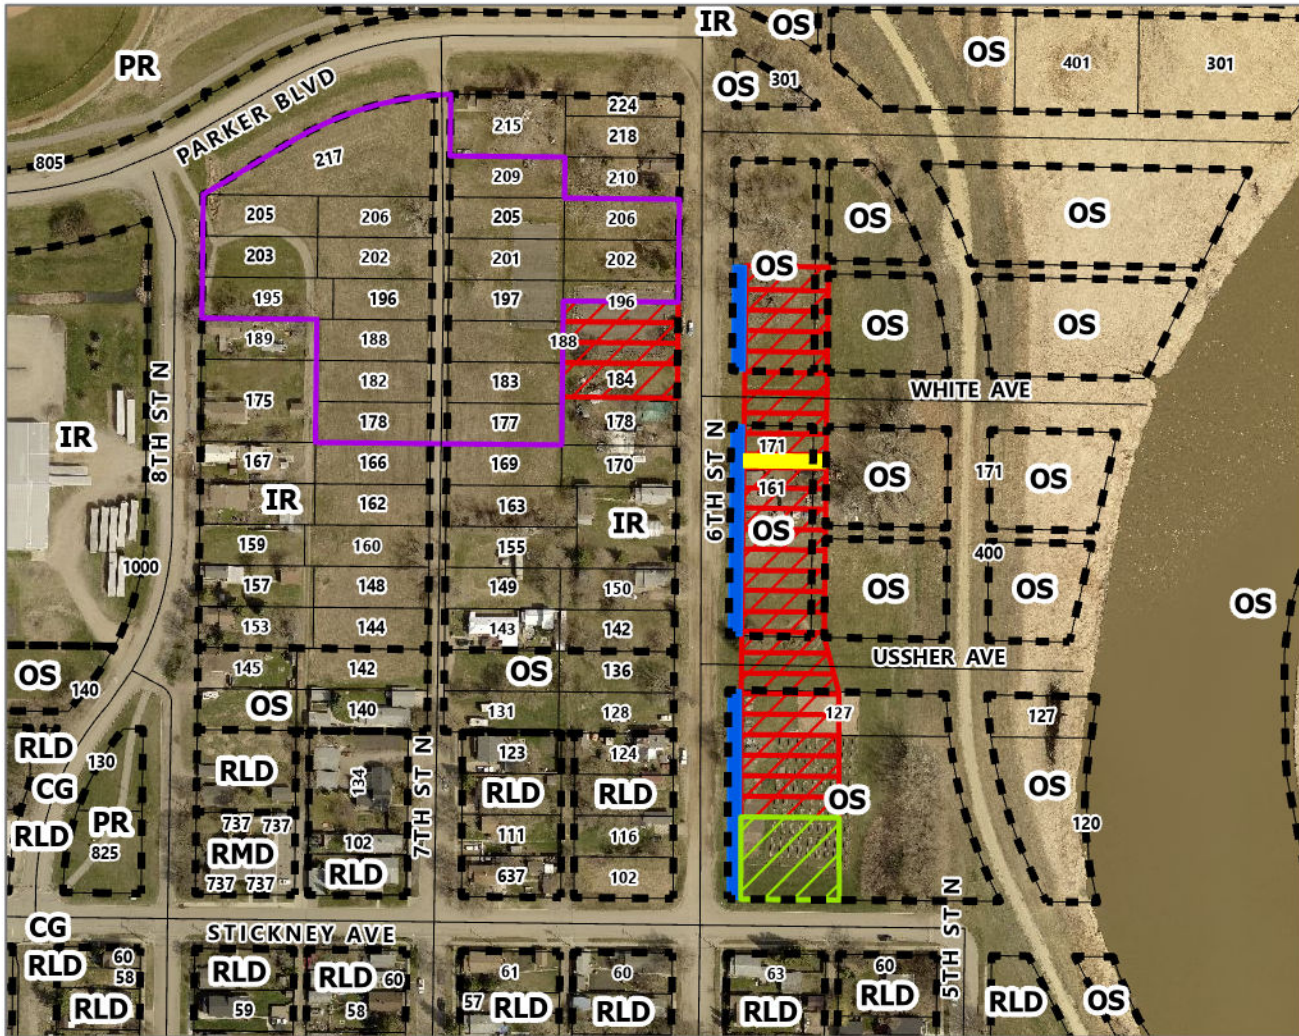 IR
OS
OS
PR
401
301
301
OS
PARKER BLVD
224
215
218
805
217
209
210
205
206
205
206
OS
OS
203
202
201
202
OS
195
196
197
196
OS
OS
189
188
188
8TH ST N
175
182
183
184
WHITE AVE
178
177
178
6TH ST N
IR
167
166
169
170
171
OS
171
OS
IR
162
163
IR
161
OS
159
160
155
400
1000
157
148
149
150
OS
OS
OS
153
144
143
142
145
142
OS
136
USSHER AVE
OS
140
OS
140
131
128
127
127
RLD
130
123
124
CG
RLD
134
7TH ST N
RLD
RLD
OS
OS
RLD
PR
825
737
737
RMD
737
737
102
RLD
111
637
116
102
120
CG
STICKNEY AVE
5TH ST N
RLD
60
58
RLD
RLD
59
RLD
60
58
61
57
RLD
60
RLD
63
RLD
60
RLD
RLD
OS